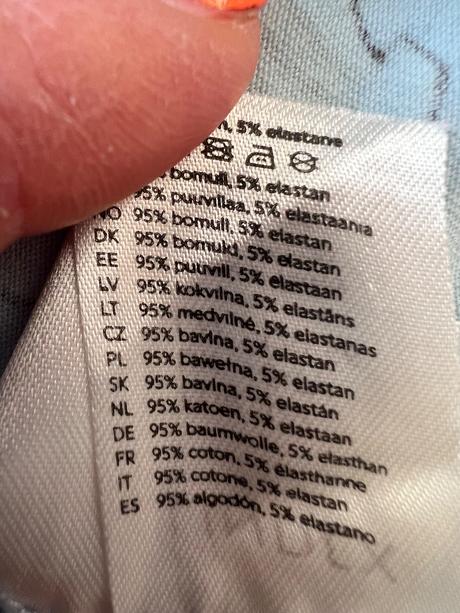 , 5% elastane
bomull, 5% elastan
95% puuvillaa, 5% elastaania
NO 95% bomull, 5% elastan
DK 95% bomuld, 5% elastan
EE 95% puuvill, 5% elastaan
LV 95% kokvilna, 5% elastāns
LT 95% medvilnė, 5% elastanas
CZ 95% bavlna, 5% elastan
PL 95% bawełna, 5% elastan
SK 95% bavlna, 5% elastán
NL 95% katoen, 5% elastaan
DE 95% baumwolle, 5% elasthan
FR 95% coton, 5% élasthanne
IT 95% cotone, 5% elastan
ES 95% algodón, 5% elastano